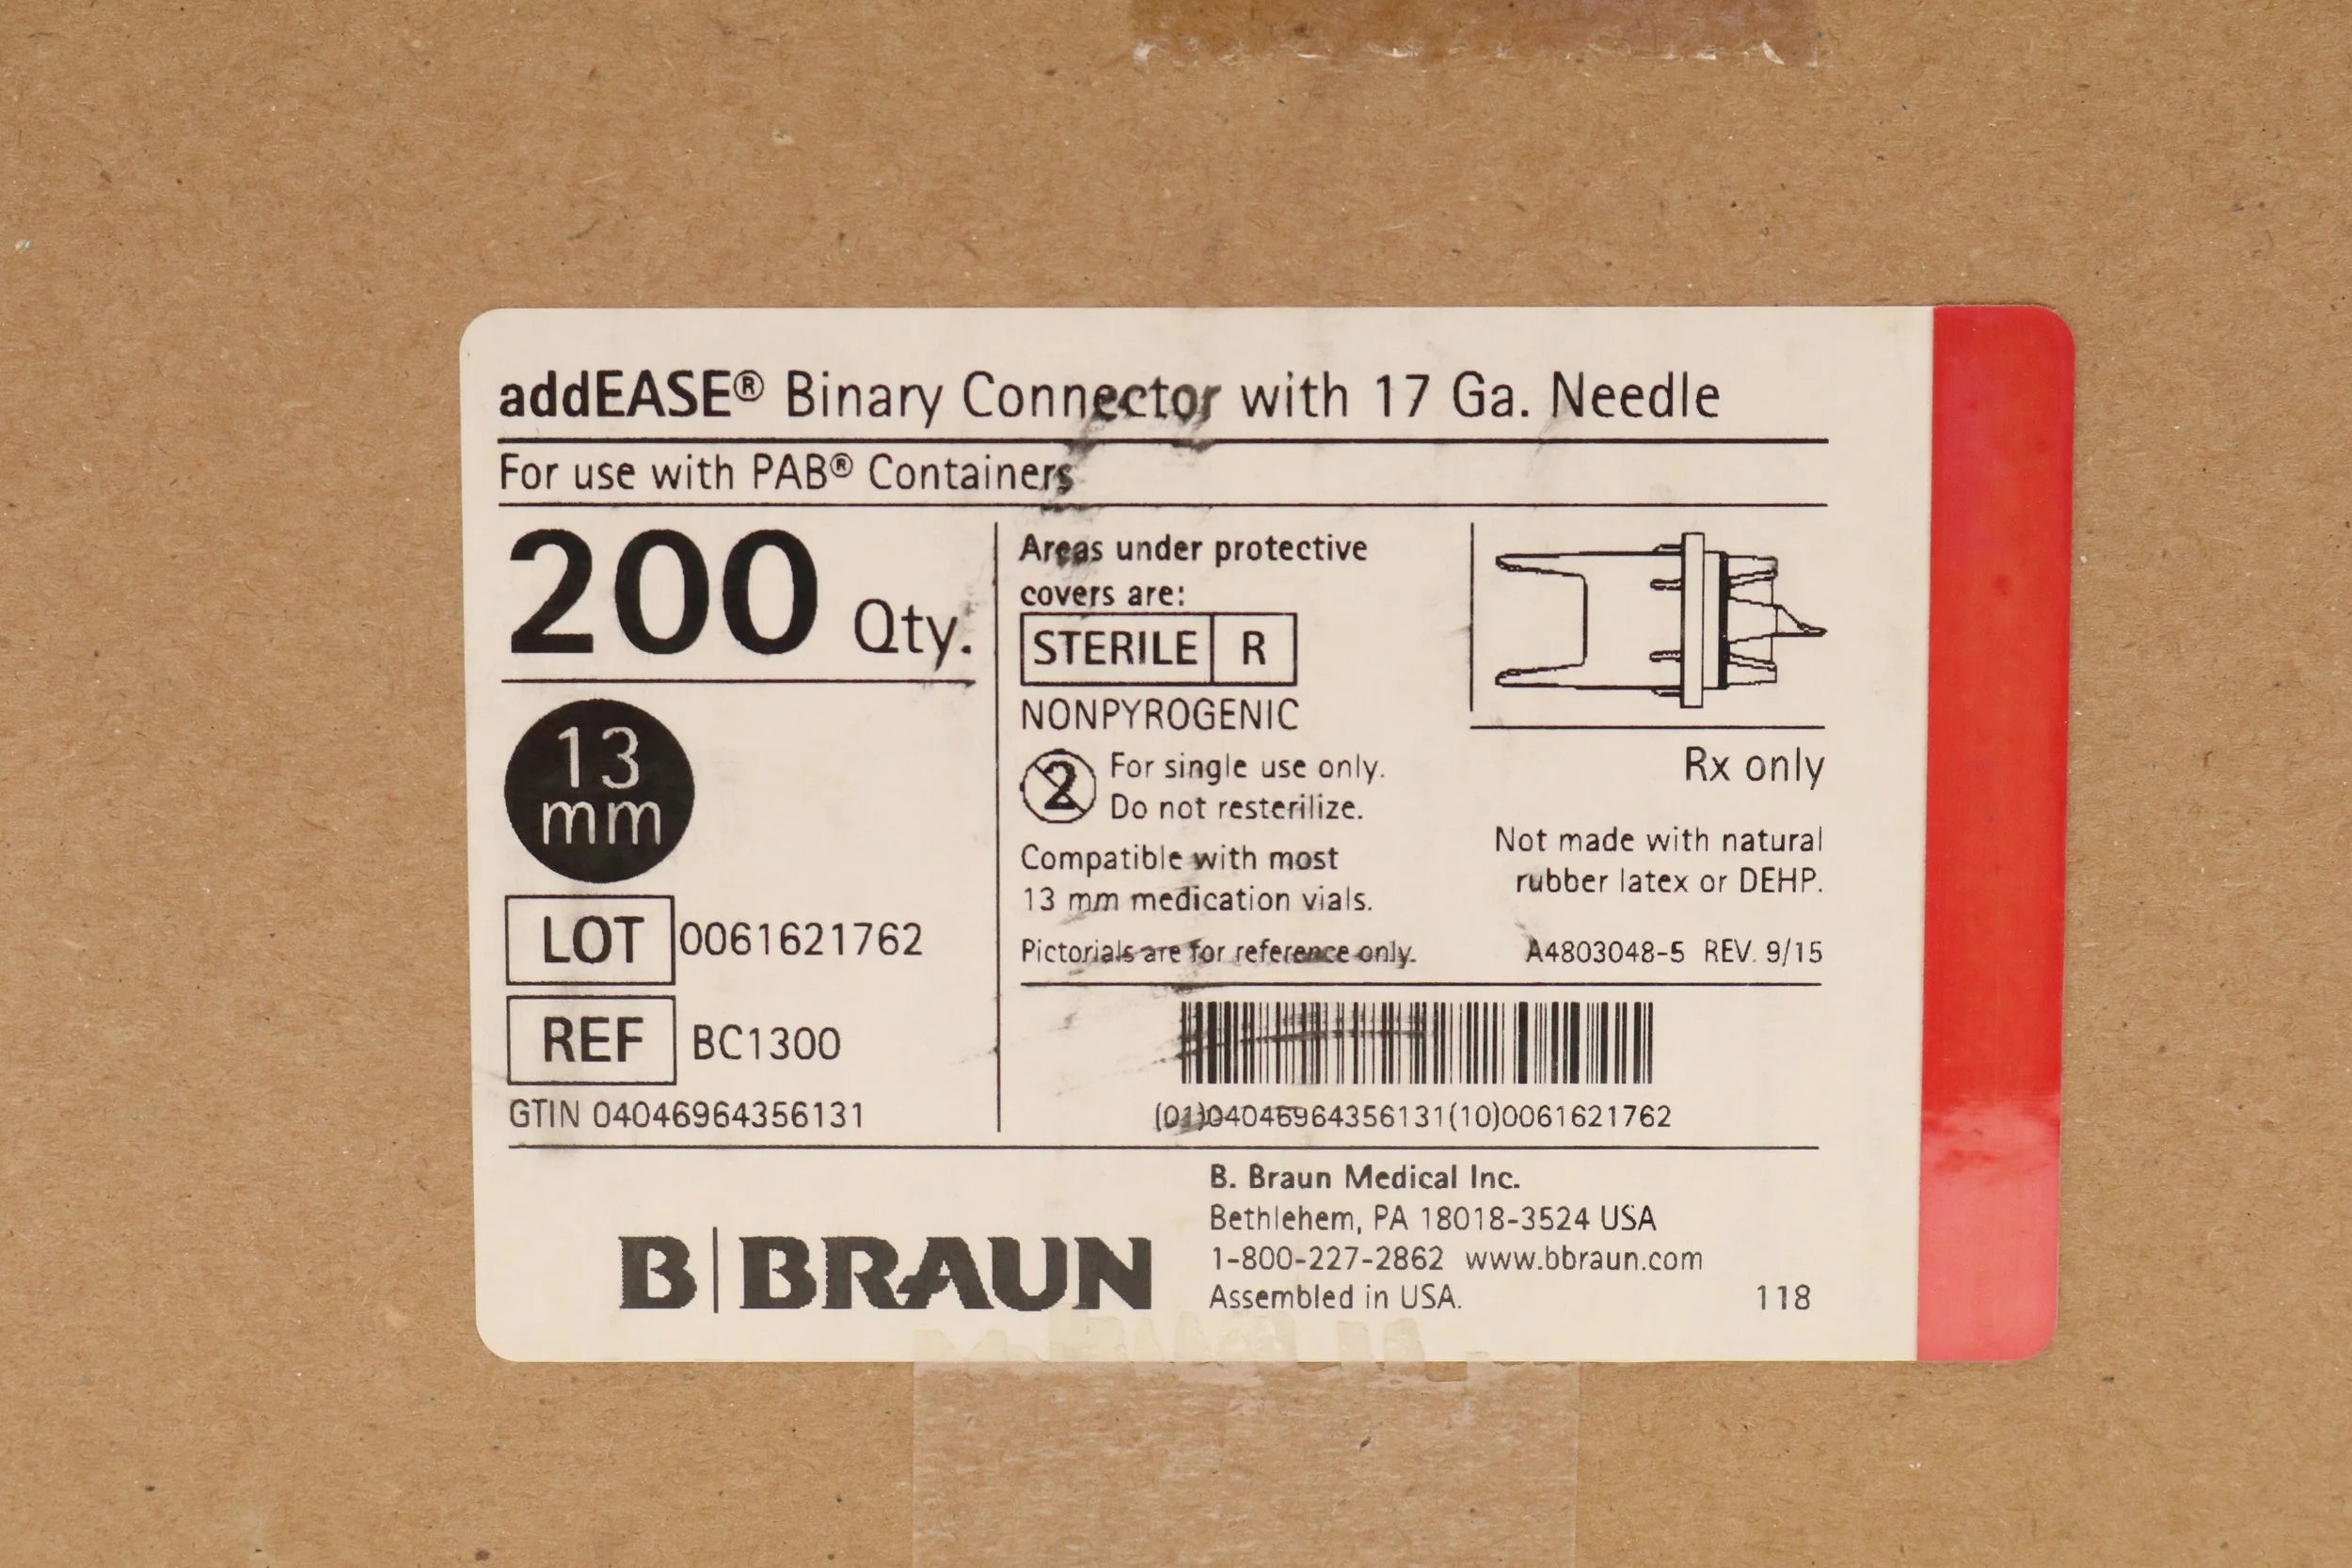 addEASE® Binary Connector with 17 Ga. Needle
For use with PAB® Containers
200 Qty.
13
mm
LOT 0061621762
REF BC1300
GTIN 04046964356131
Areas under protective
covers are:
STERILE R
NONPYROGENIC
2 For single use only.
Do not resterilize.
Compatible with most
13 mm medication vials.
Pictorials are for reference only.
Rx only
Not made with natural
rubber latex or DEHP.
A4803048-5 REV. 9/15
(01)04046964356131(10)0061621762
B|BRAUN
B. Braun Medical Inc.
Bethlehem, PA 18018-3524 USA
1-800-227-2862 www.bbraun.com
Assembled in USA.
118